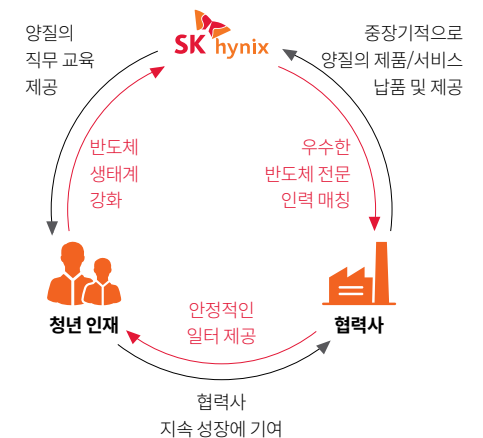 양질의
직무 교육
제공
SK hynix
중장기적으로
양질의 제품/서비스
납품 및 제공
반도체
생태계
강화
우수한
반도체 전문
인력 매칭
청년 인재
안정적인
일터 제공
협력사
협력사
지속 성장에 기여